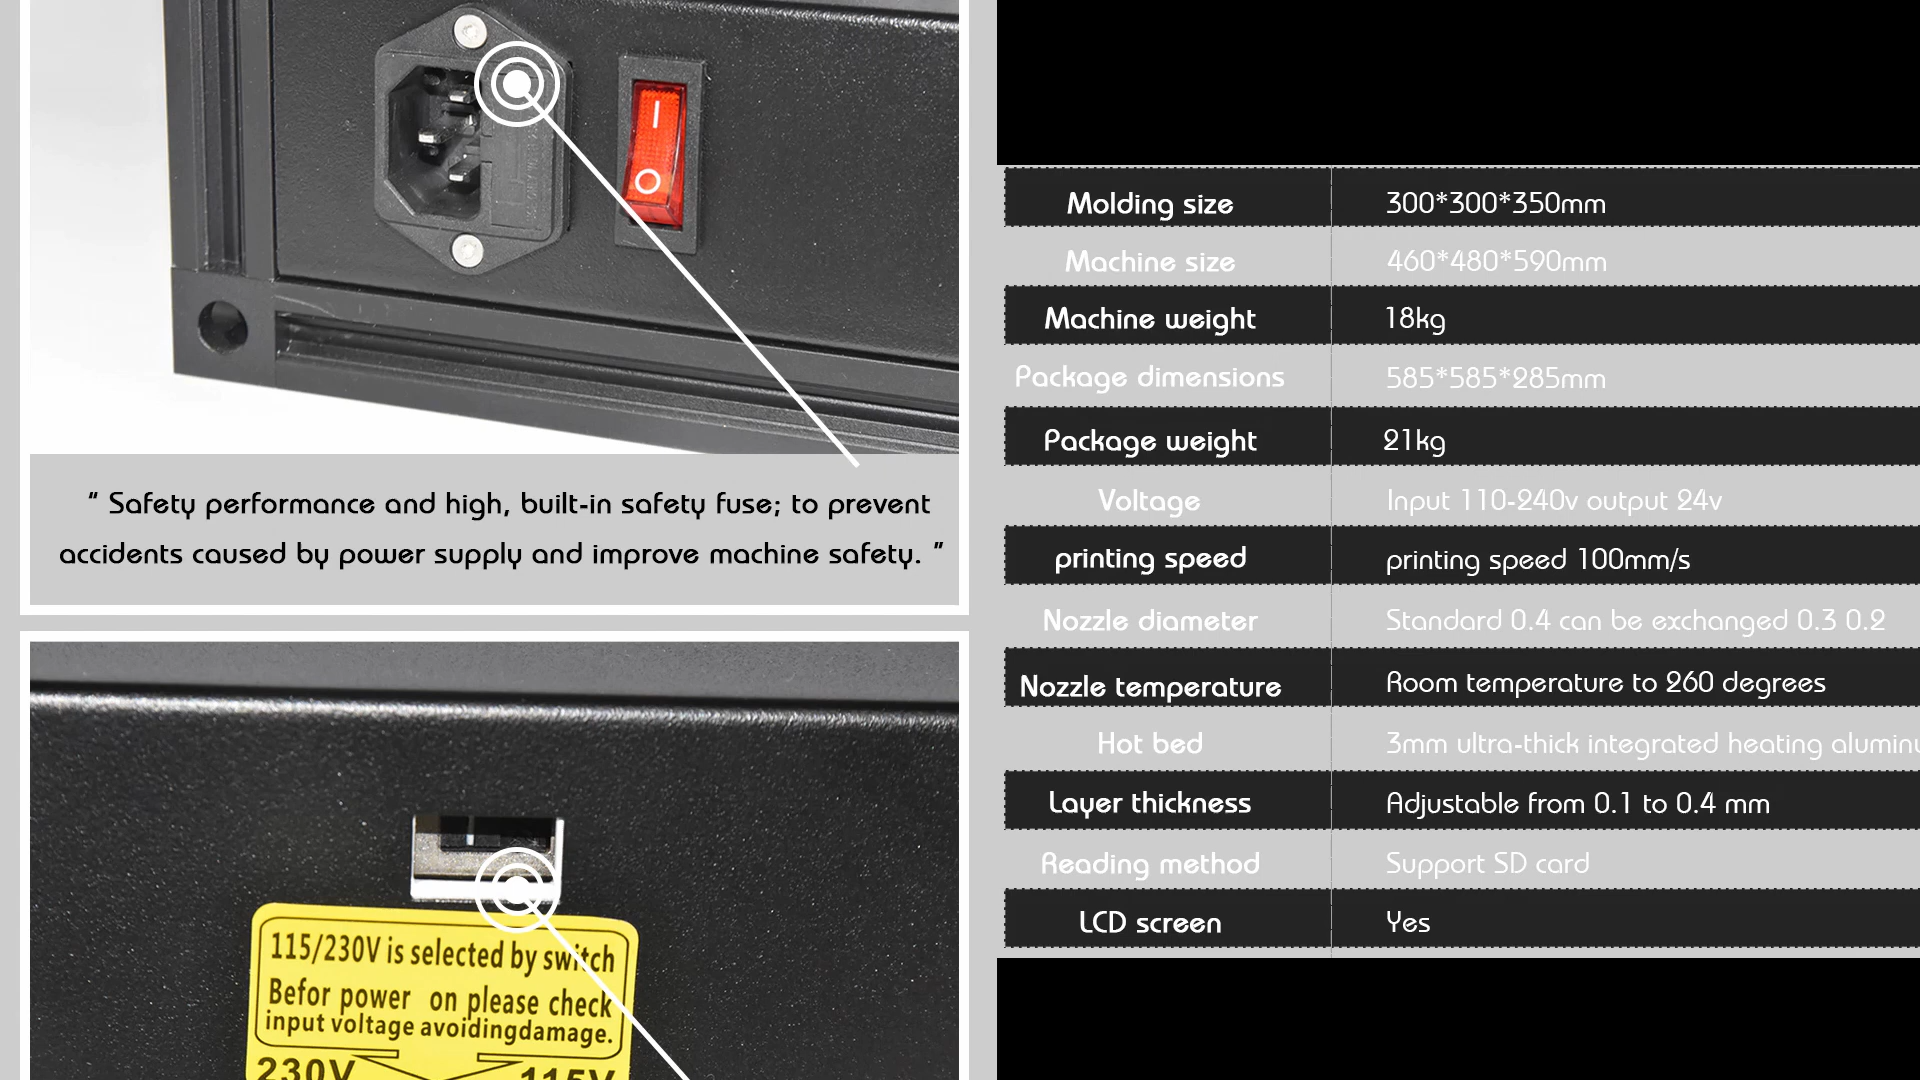 “ Safety performance and high, built-in safety fuse; to prevent
accidents caused by power supply and improve machine safety. ”
115/230V is selected by switch
Befor power on please check
input voltage avoidingdamage.
230V 115V
Molding size 300*300*350mm
Machine size 460*480*590mm
Machine weight 18kg
Package dimensions 585*585*285mm
Package weight 21kg
Voltage Input 110-240v output 24v
printing speed printing speed 100mm/s
Nozzle diameter Standard 0.4 can be exchanged 0.3 0.2
Nozzle temperature Room temperature to 260 degrees
Hot bed 3mm ultra-thick integrated heating
Layer thickness Adjustable from 0.1 to 0.4 mm
Reading method Support SD card
LCD screen Yes